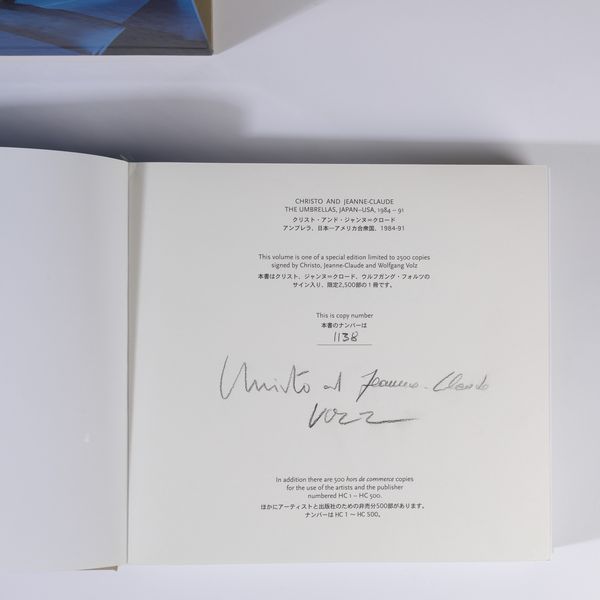 CHRISTO AND JEANNE-CLAUDE
THE UMBRELLAS, JAPAN–USA, 1984 – 91
クリスト・アンド・ジャンヌ=クロード
アンブレラ、日本—アメリカ合衆国、1984-91
This volume is one of a special edition limited to 2500 copies
signed by Christo, Jeanne-Claude and Wolfgang Volz
本書はクリスト、ジャンヌ=クロード、ウルフガング・フォルツの
サイン入り、限定2,500部の1冊です。
This is copy number
本書のナンバーは
1138
Christo et Jeanne-Claude
VOLZ
In addition there are 500 hors de commerce copies
for the use of the artists and the publisher
numbered HC 1 – HC 500.
ほかにアーティストと出版社のための非売分500部があります。
ナンバーは HC 1 〜 HC 500。